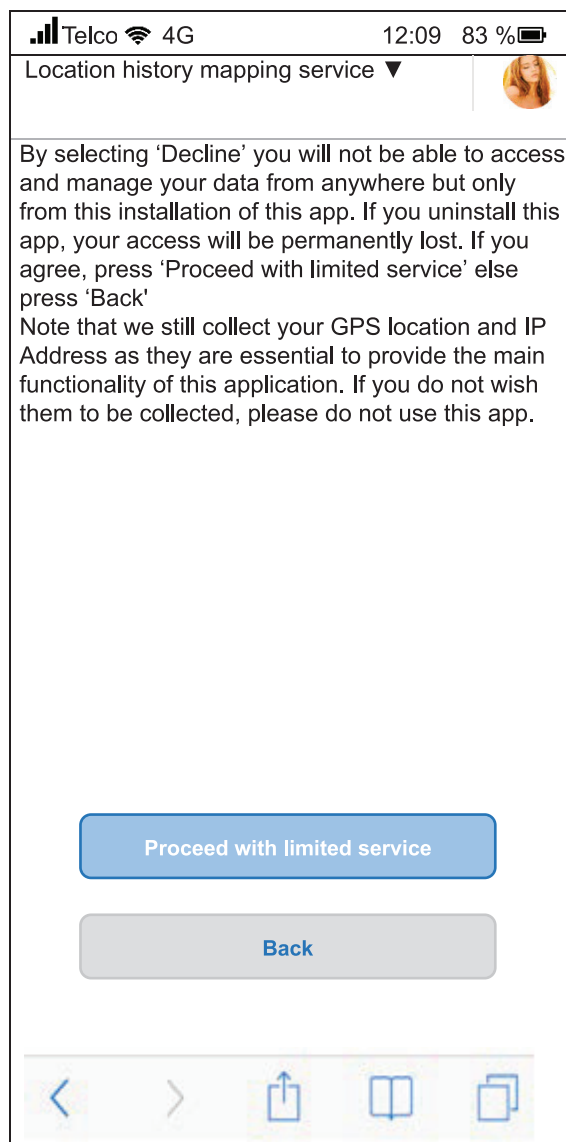 Telco 4G 12:09 83 %
Location history mapping service ▼
By selecting ‘Decline’ you will not be able to access
and manage your data from anywhere but only
from this installation of this app. If you uninstall this
app, your access will be permanently lost. If you
agree, press ‘Proceed with limited service’ else
press ‘Back'
Note that we still collect your GPS location and IP
Address as they are essential to provide the main
functionality of this application. If you do not wish
them to be collected, please do not use this app.
Proceed with limited service
Back